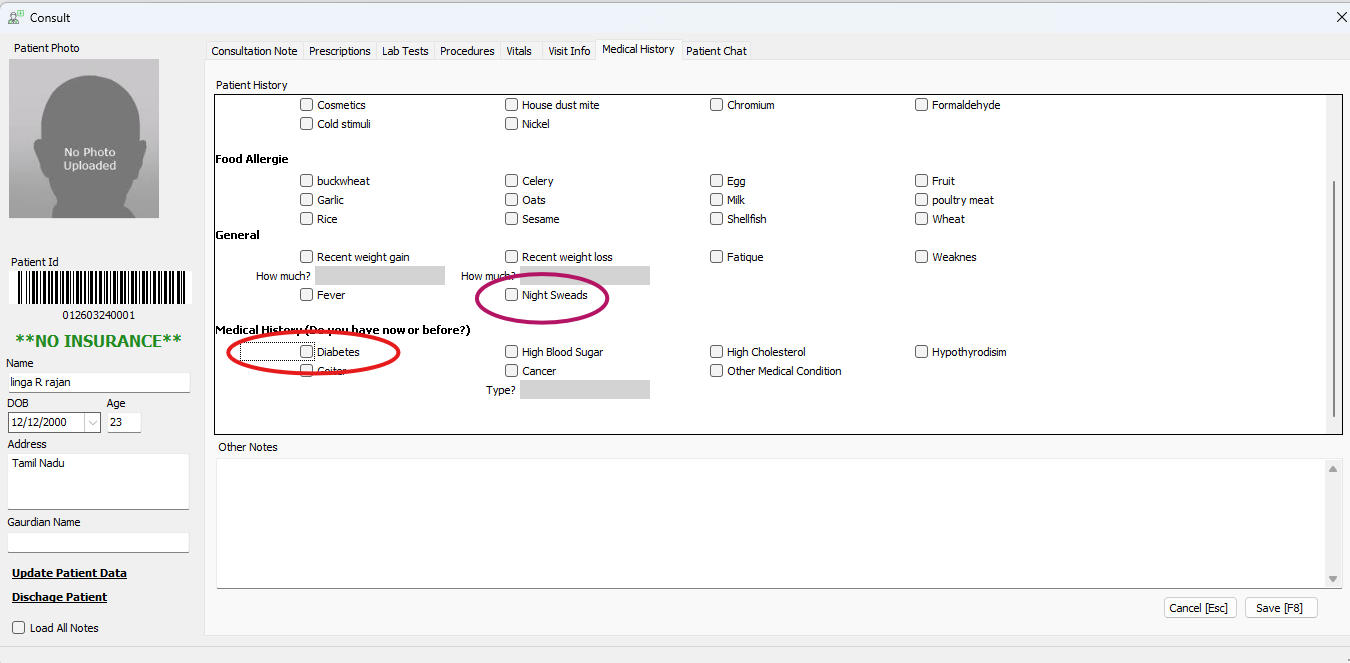 Consult
Patient Photo
No Photo
Uploaded
Patient Id
012603240001
**NO INSURANCE**
Name
linga R rajan
DOB Age
12/12/2000 23
Address
Tamil Nadu
Gaurdian Name
Update Patient Data
Dischage Patient
Load All Notes
Consultation Note Prescriptions Lab Tests Procedures Vitals Visit Info Medical History Patient Chat
Patient History
Cosmetics House dust mite Chromium Formaldehyde
Cold stimuli Nickel
Food Allergie
buckwheat Celery Egg Fruit
Garlic Oats Milk poultry meat
Rice Sesame Shellfish Wheat
General
Recent weight gain Recent weight loss Fatique Weaknes
How much? How much?
Fever Night Sweads
Medical History (Do you have now or before?)
Diabetes High Blood Sugar High Cholesterol Hypothyrodisim
Goiter Cancer Other Medical Condition
Type?
Other Notes
Cancel [Esc] Save [F8]